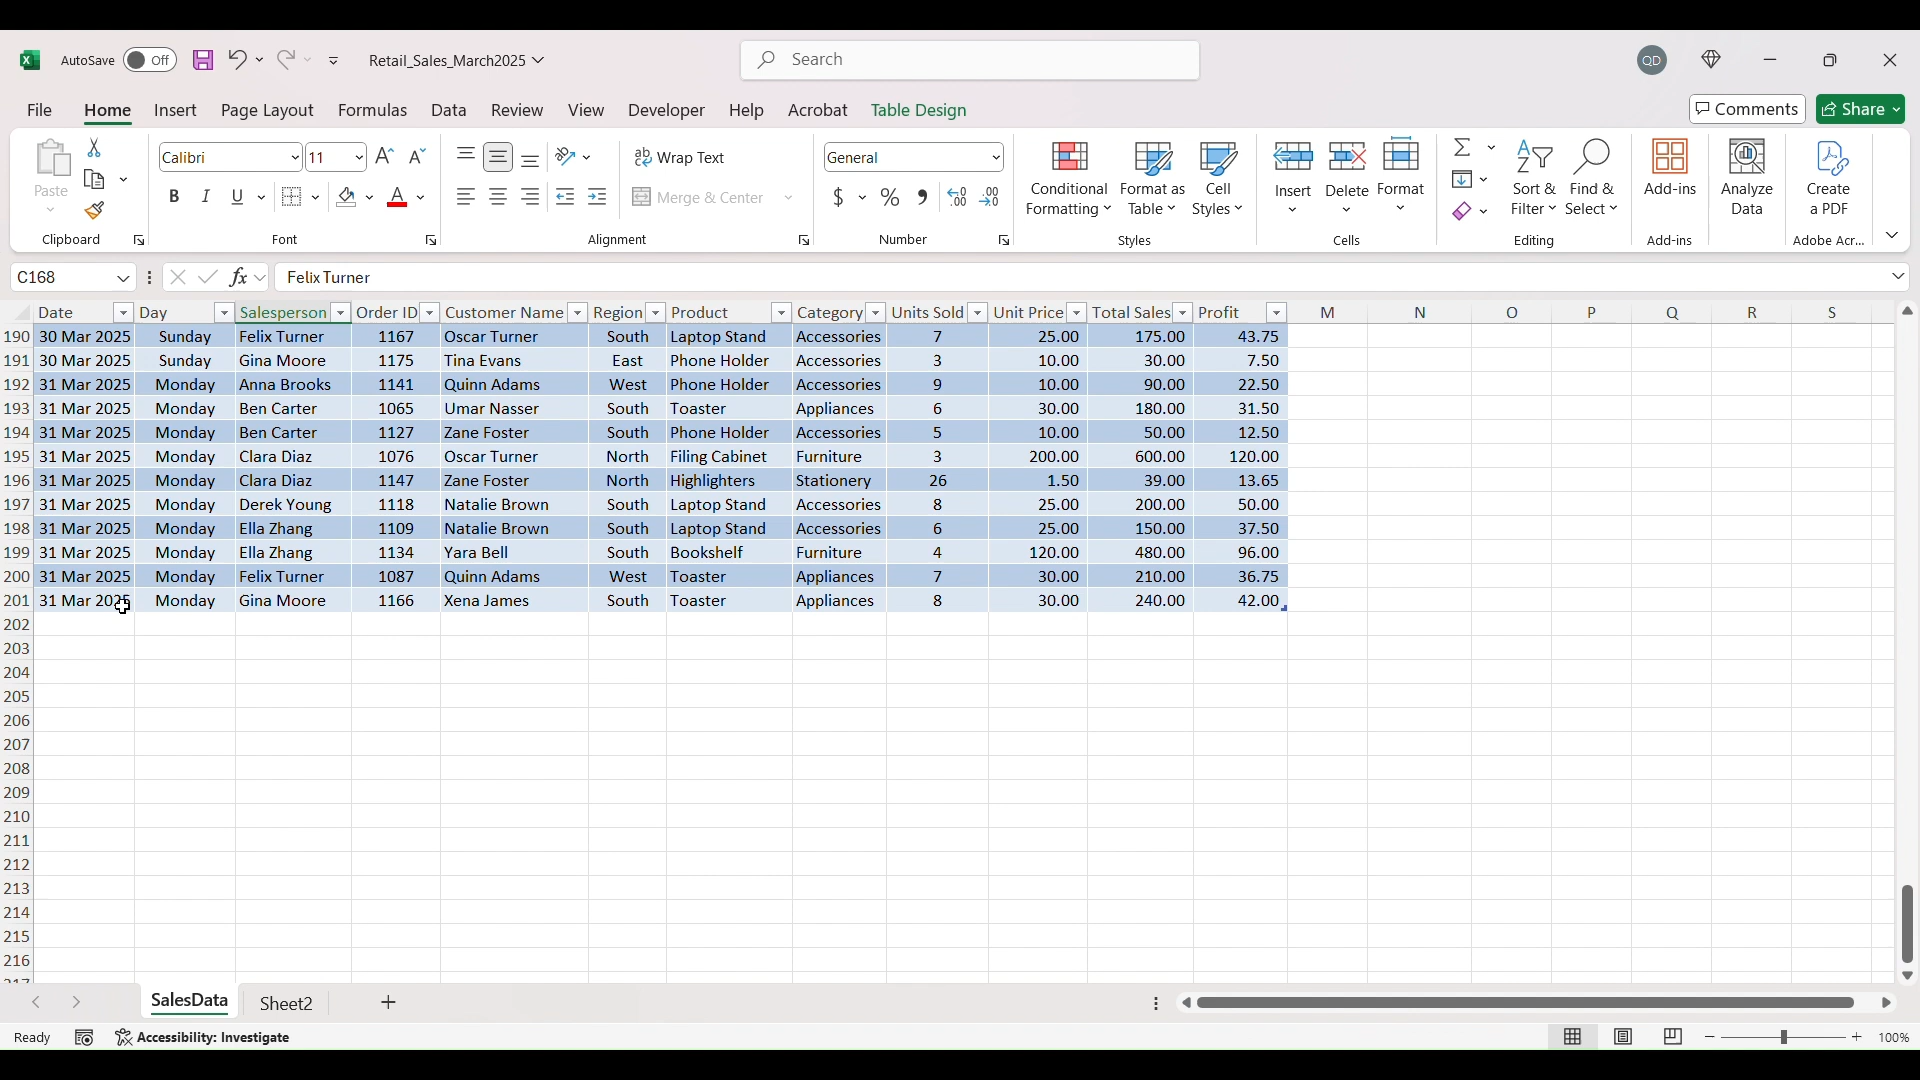 AutoSave Off Retail_Sales_March2025 Search QD
File Home Insert Page Layout Formulas Data Review View Developer Help Acrobat Table Design Comments Share
Paste
Clipboard
Calibri 11
B I U A
Font
Wrap Text
Merge & Center
Alignment
General
$ % 9
Number
Conditional Formatting
Format as Table
Cell Styles
Styles
Insert Delete Format
Cells
Sort & Filter
Find & Select
Editing
Add-ins
Add-ins
Analyze Data
Create a PDF
Adobe Acr...
C168 fx Felix Turner
Date Day Salesperson Order ID Customer Name Region Product Category Units Sold Unit Price Total Sales Profit M N O P Q R S
190 30 Mar 2025 Sunday Felix Turner 1167 Oscar Turner South Laptop Stand Accessories 7 25.00 175.00 43.75
191 30 Mar 2025 Sunday Gina Moore 1175 Tina Evans East Phone Holder Accessories 3 10.00 30.00 7.50
192 31 Mar 2025 Monday Anna Brooks 1141 Quinn Adams West Phone Holder Accessories 9 10.00 90.00 22.50
193 31 Mar 2025 Monday Ben Carter 1065 Umar Nasser South Toaster Appliances 6 30.00 180.00 31.50
194 31 Mar 2025 Monday Ben Carter 1127 Zane Foster South Phone Holder Accessories 5 10.00 50.00 12.50
195 31 Mar 2025 Monday Clara Diaz 1076 Oscar Turner North Filing Cabinet Furniture 3 200.00 600.00 120.00
196 31 Mar 2025 Monday Clara Diaz 1147 Zane Foster North Highlighters Stationery 26 1.50 39.00 13.65
197 31 Mar 2025 Monday Derek Young 1118 Natalie Brown South Laptop Stand Accessories 8 25.00 200.00 50.00
198 31 Mar 2025 Monday Ella Zhang 1109 Natalie Brown South Laptop Stand Accessories 6 25.00 150.00 37.50
199 31 Mar 2025 Monday Ella Zhang 1134 Yara Bell South Bookshelf Furniture 4 120.00 480.00 96.00
200 31 Mar 2025 Monday Felix Turner 1087 Quinn Adams West Toaster Appliances 7 30.00 210.00 36.75
201 31 Mar 2025 Monday Gina Moore 1166 Xena James South Toaster Appliances 8 30.00 240.00 42.00
202
203
204
205
206
207
208
209
210
211
212
213
214
215
216
217
SalesData Sheet2
Ready Accessibility: Investigate 100%